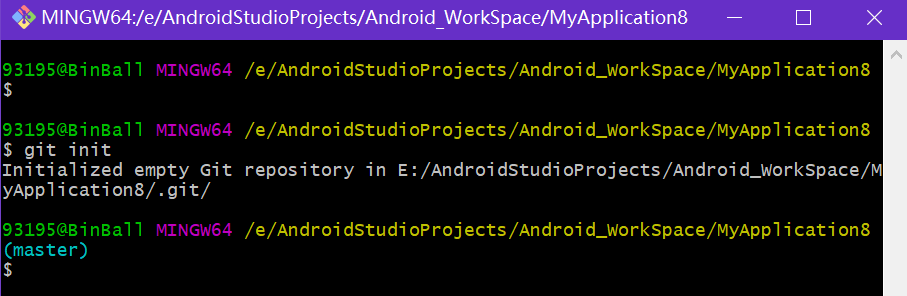 MINGW64:/e/AndroidStudioProjects/Android_WorkSpace/MyApplication8
93195@BinBall MINGW64 /e/AndroidStudioProjects/Android_WorkSpace/MyApplication8
$
93195@BinBall MINGW64 /e/AndroidStudioProjects/Android_WorkSpace/MyApplication8
$ git init
Initialized empty Git repository in E:/AndroidStudioProjects/Android_WorkSpace/M
yApplication8/.git/
93195@BinBall MINGW64 /e/AndroidStudioProjects/Android_WorkSpace/MyApplication8
(master)
$